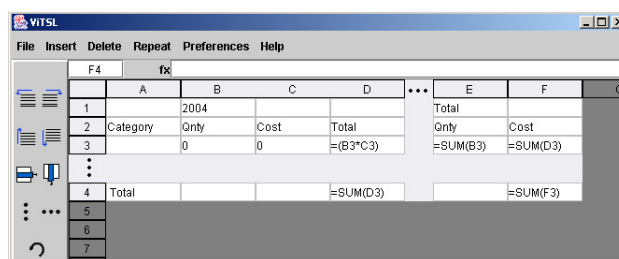 ViTSL
File Insert Delete Repeat Preferences Help
F4 fx
A B C D ••• E F
1 2004 Total
2 Category Qnty Cost Total Qnty Cost
3 0 0 =(B3*C3) =SUM(B3) =SUM(D3)
4 Total =SUM(D3) =SUM(F3)
5
6
7